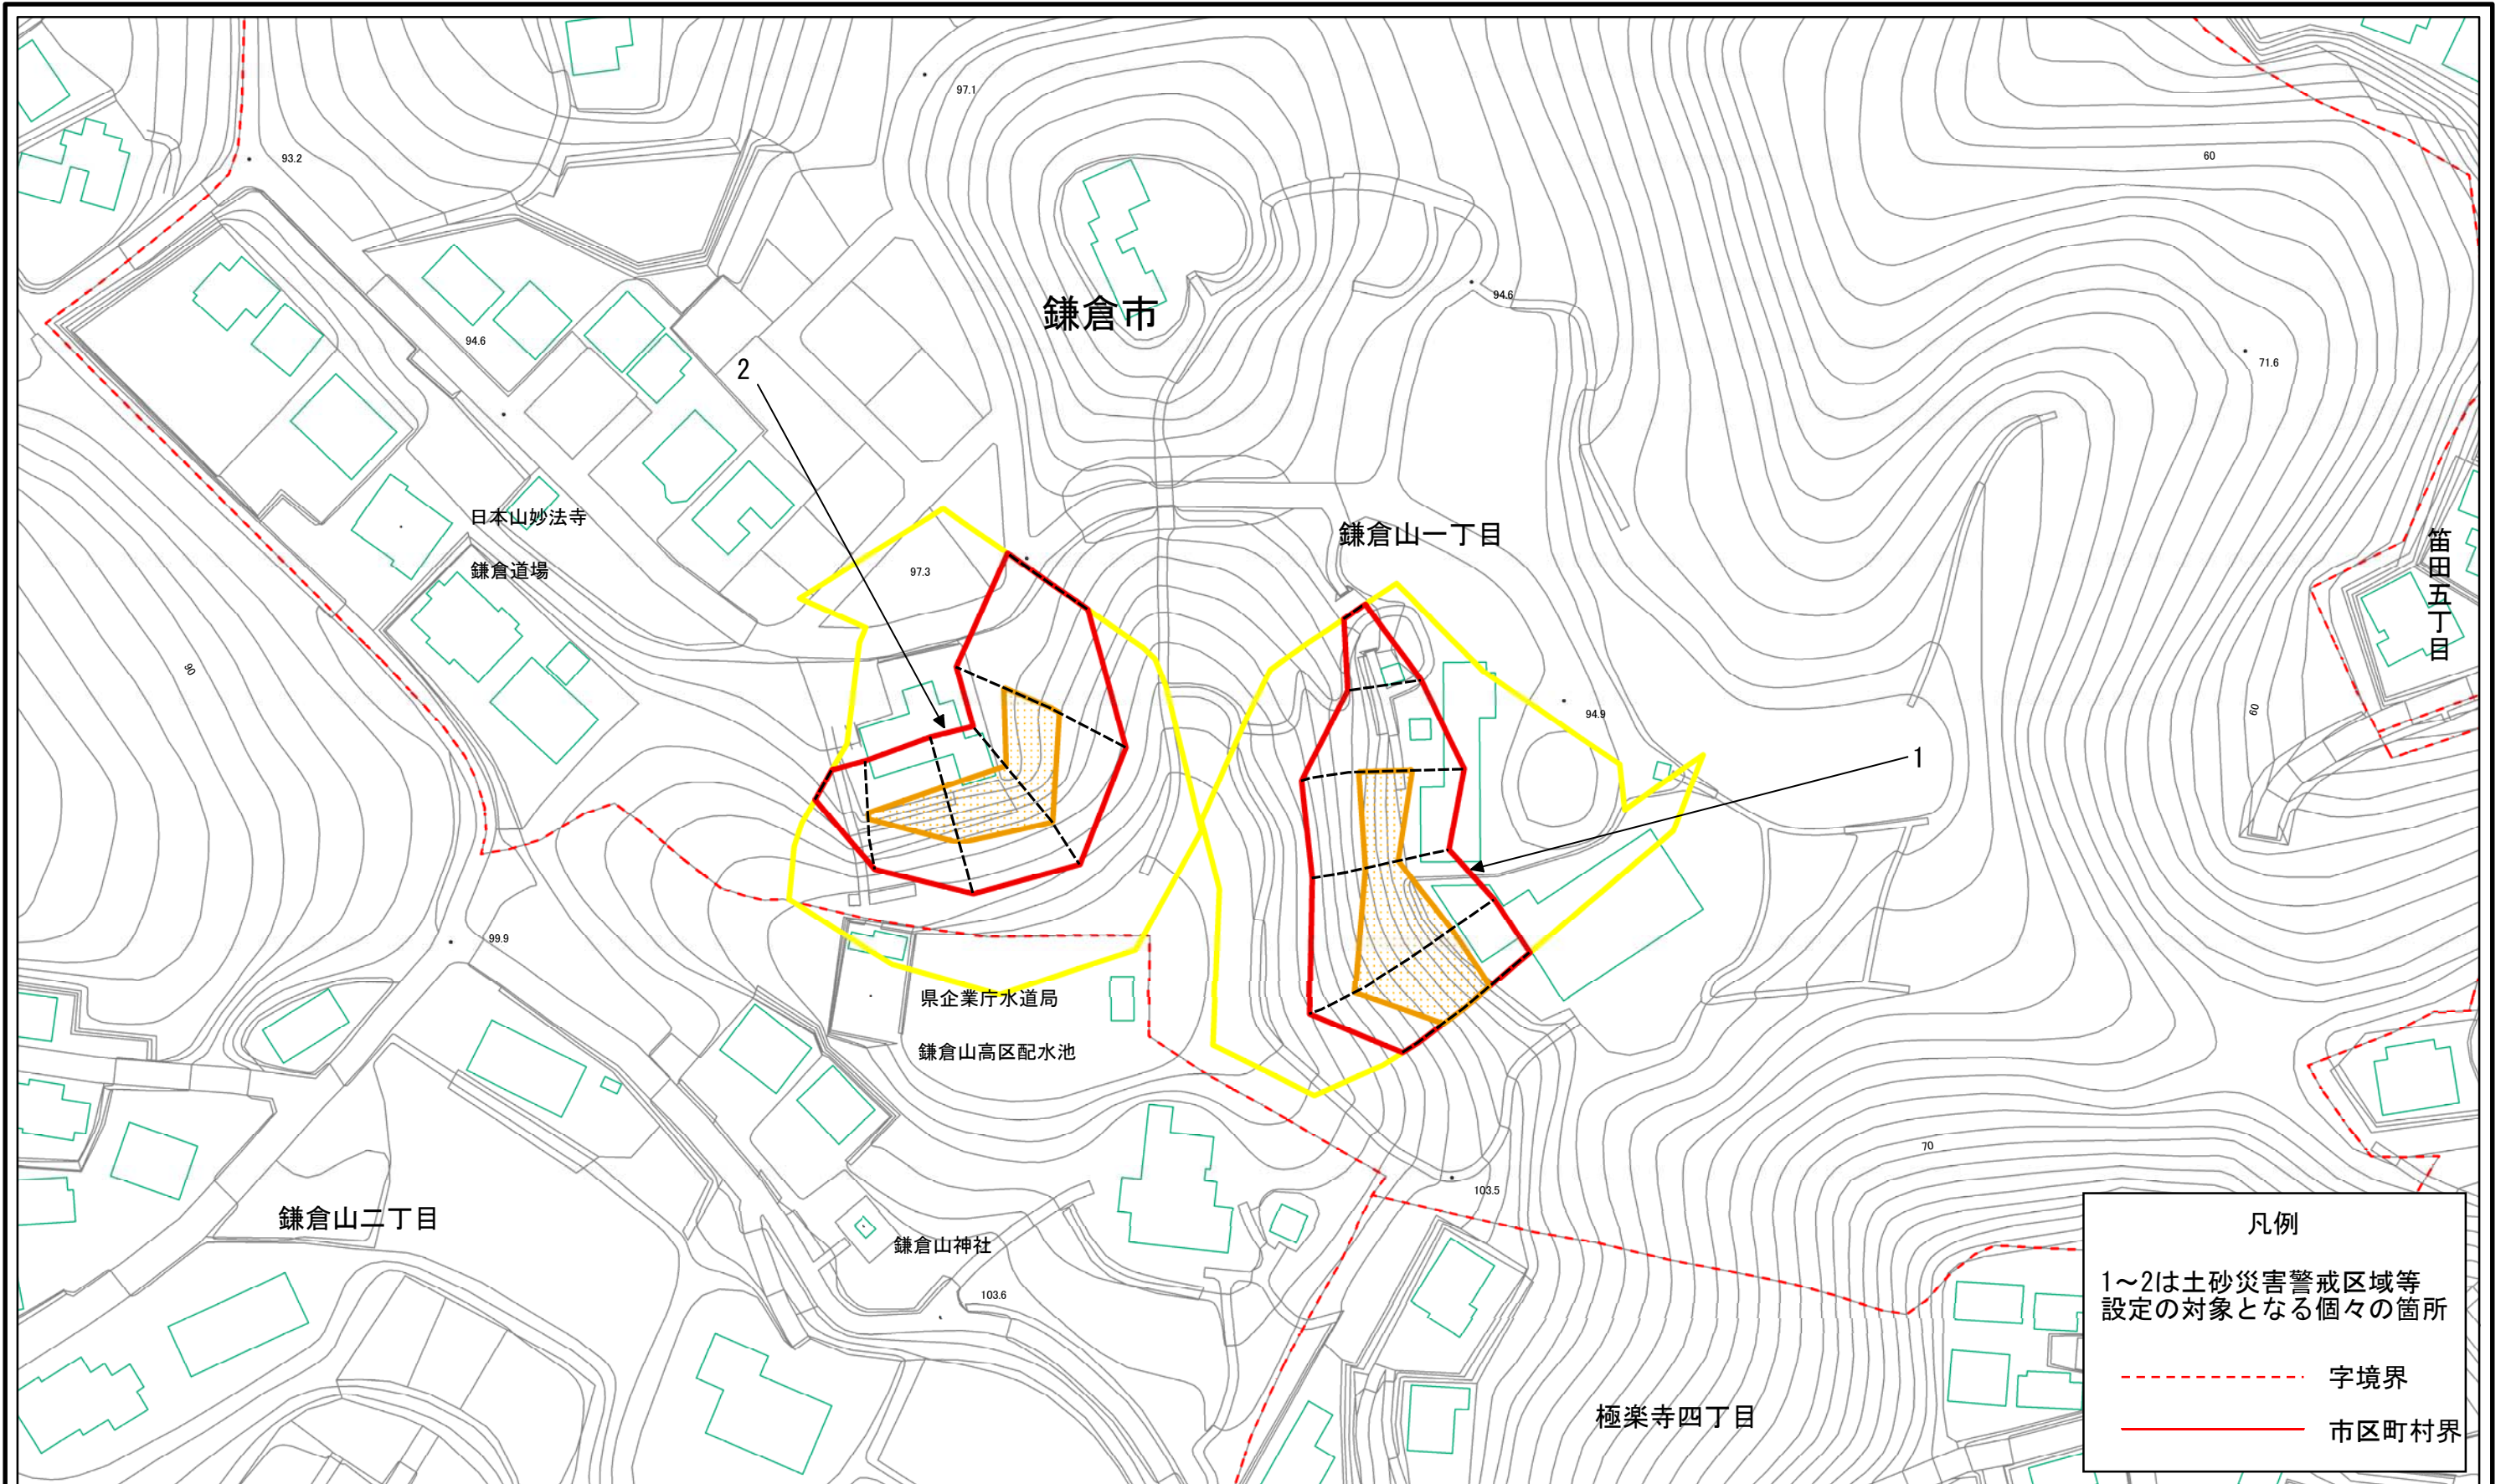 97.1
93.2
60
鎌倉市
94.6
94.6
71.6
2
日本山妙法寺
鎌倉道場
鎌倉山一丁目
笛田五丁目
97.3
90
94.9
60
1
99.9
県企業庁水道局
鎌倉山高区配水池
70
103.5
鎌倉山二丁目
鎌倉山神社
103.6
極楽寺四丁目
凡例
1~2は土砂災害警戒区域等
設定の対象となる個々の箇所
字境界
市区町村界